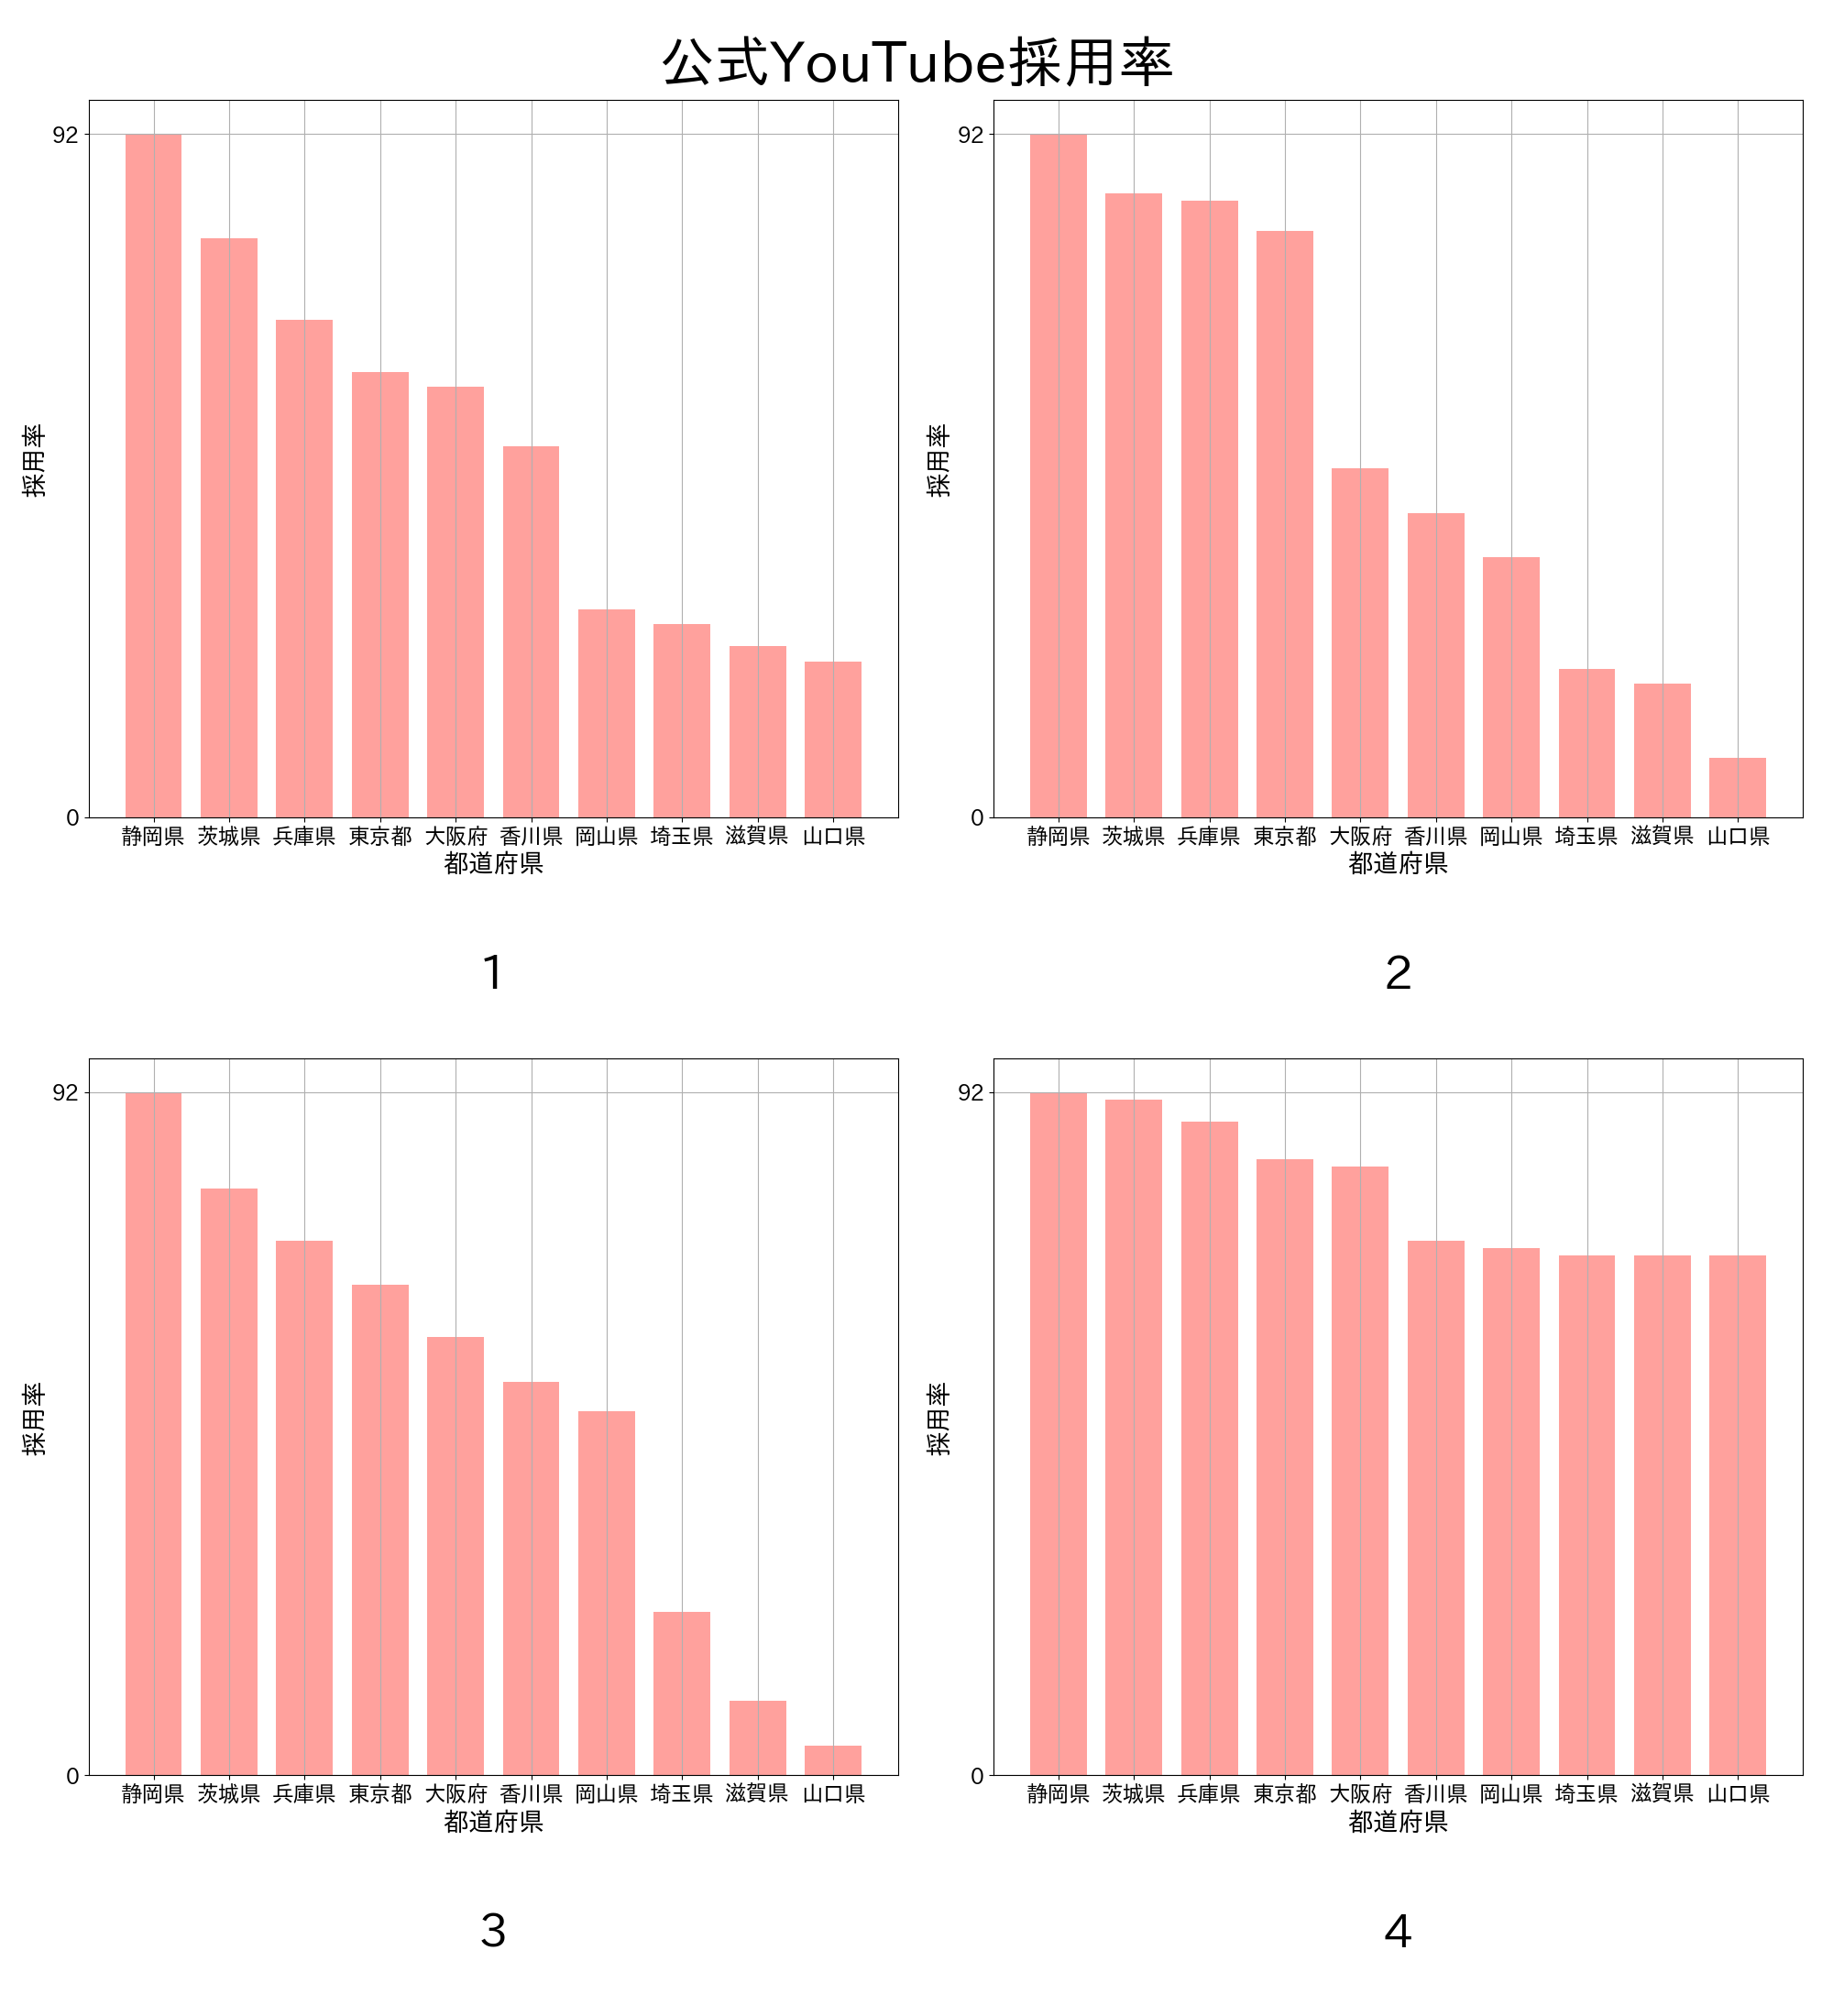 公式YouTube採用率
92
採用率
0
静岡県 茨城県 兵庫県 東京都 大阪府 香川県 岡山県 埼玉県 滋賀県 山口県
都道府県
1
92
採用率
0
静岡県 茨城県 兵庫県 東京都 大阪府 香川県 岡山県 埼玉県 滋賀県 山口県
都道府県
2
92
採用率
0
静岡県 茨城県 兵庫県 東京都 大阪府 香川県 岡山県 埼玉県 滋賀県 山口県
都道府県
3
92
採用率
0
静岡県 茨城県 兵庫県 東京都 大阪府 香川県 岡山県 埼玉県 滋賀県 山口県
都道府県
4